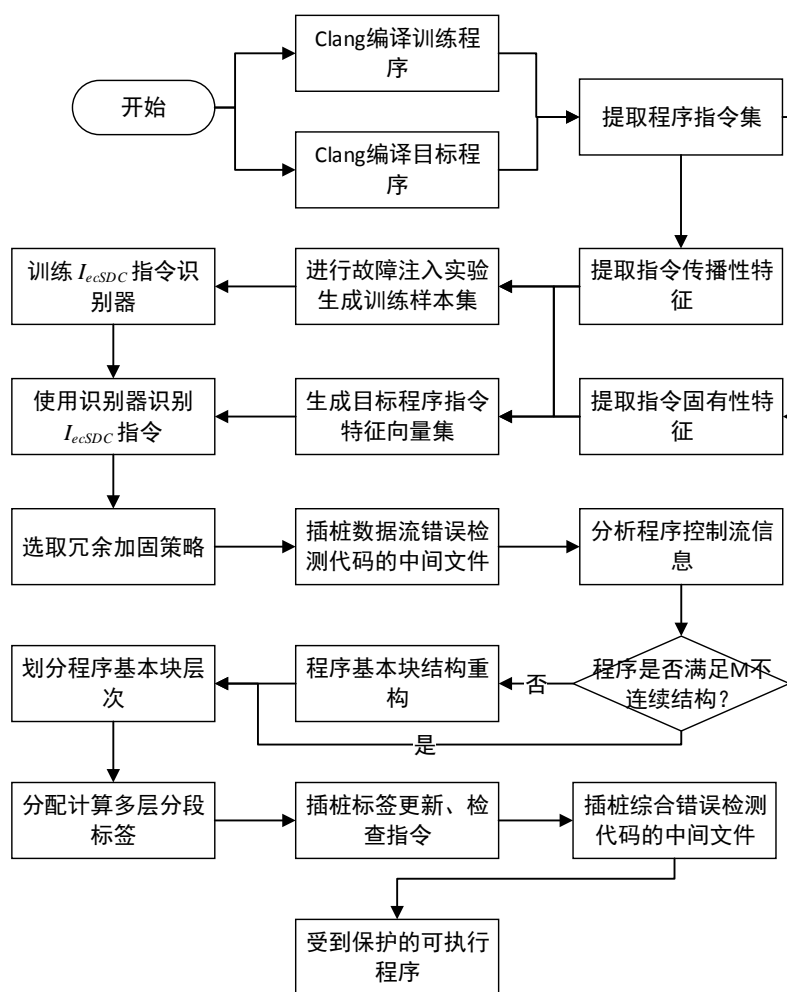 Clang编译训练程
序
开始
提取程序指令集
Clang编译目标程
序
训练 IecSDC 指令识
别器
进行故障注入实验
生成训练样本集
提取指令传播性特
征
使用识别器识别
IecSDC 指令
生成目标程序指令
特征向量集
提取指令固有性特
征
选取冗余加固策略
插桩数据流错误检
测代码的中间文件
分析程序控制流信
息
划分程序基本块层
次
程序基本块结构重
构
否
程序是否满足M不
连续结构?
是
分配计算多层分段
标签
插桩标签更新、检
查指令
插桩综合错误检测
代码的中间文件
受到保护的可执行
程序